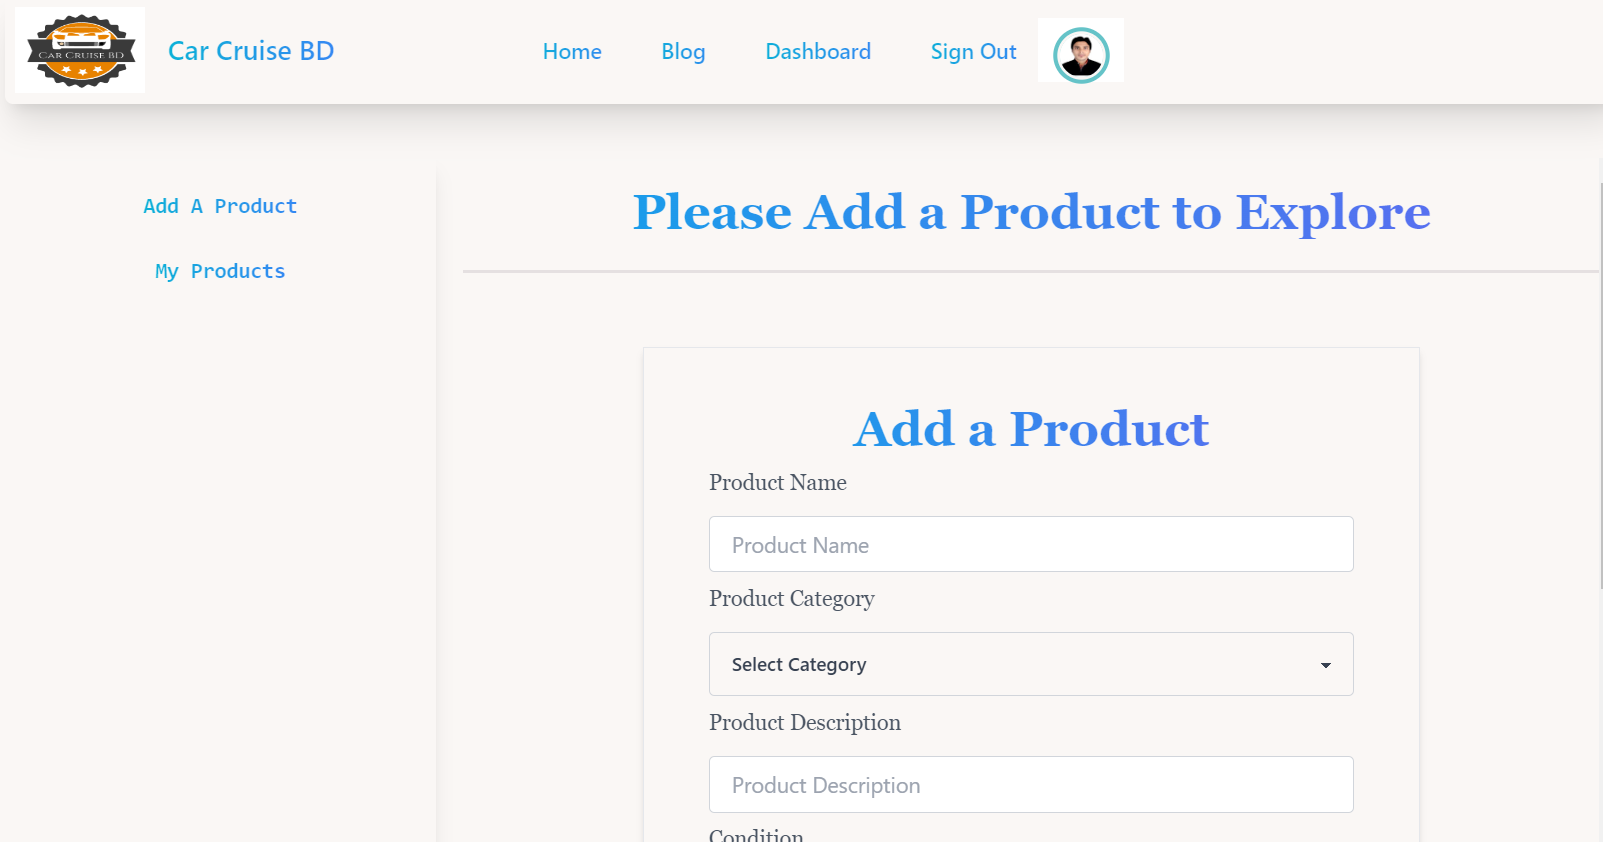 CAR CRUISE BD
Car Cruise BD
Home
Blog
Dashboard
Sign Out
Add A Product
My Products
Please Add a Product to Explore
Add a Product
Product Name
Product Name
Product Category
Select Category
Product Description
Product Description
Condition